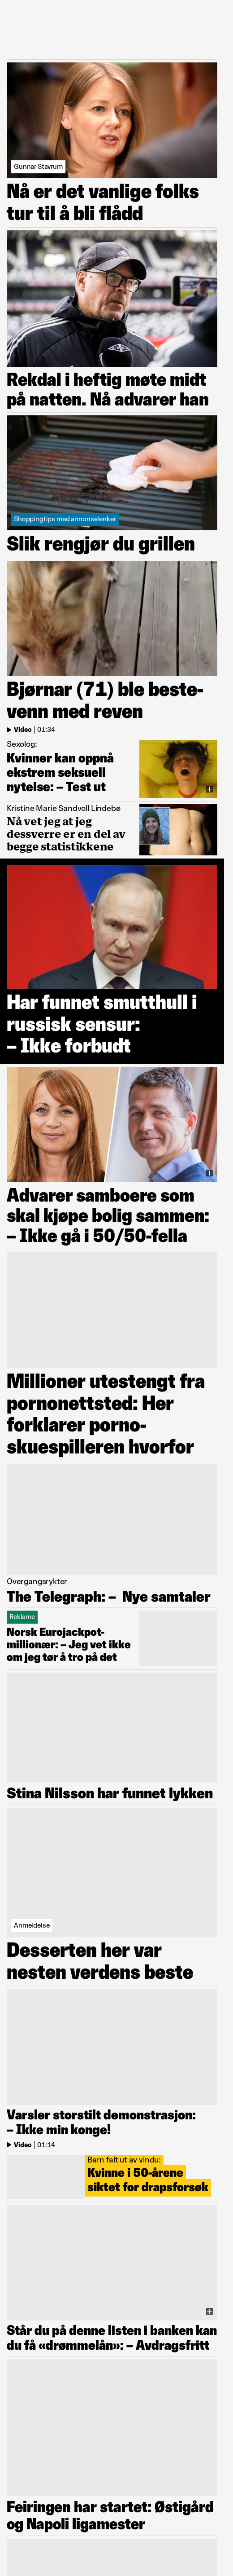 Gunnar Stavrum
Nå er det vanlige folks
tur til å bli flådd
Rekdal i heftig møte midt
på natten. Nå advarer han
Shoppingtips med annonselenker
Slik rengjør du grillen
Bjørnar (71) ble beste-
venn med reven
Video | 01:34
Sexolog:
Kvinner kan oppnå
ekstrem seksuell
nytelse: – Test ut
Kristine Marie Sandvoll Lindebø
Nå vet jeg at jeg
dessverre er en del av
begge statistikkene
Har funnet smutthull i
russisk sensur:
– Ikke forbudt
Advarer samboere som
skal kjøpe bolig sammen:
– Ikke gå i 50/50-fella
Millioner utestengt fra
pornonettsted: Her
forklarer porno-
skuespilleren hvorfor
Overgangsrykter
The Telegraph: – Nye samtaler
Reklame
Norsk Eurojackpot-
millionær: – Jeg vet ikke
om jeg tør å tro på det
Stina Nilsson har funnet lykken
Anmeldelse
Desserten her var
nesten verdens beste
Varsler storstilt demonstrasjon:
– Ikke min konge!
Video | 01:14
Barn falt ut av vindu:
Kvinne i 50-årene
siktet for drapsforsøk
Står du på denne listen i banken kan
du få «drømmelån»: – Avdragsfritt
Feiringen har startet: Østigård
og Napoli ligamester